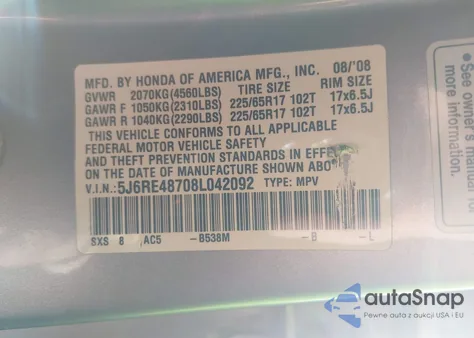 MFD. BY HONDA OF AMERICA MFG., INC. 08/'08
GVWR 2070KG(4560LBS) TIRE SIZE RIM SIZE
GAWR F 1050KG(2310LBS) 225/65R17 102T 17x6.5J
GAWR R 1040KG(2290LBS) 225/65R17 102T 17x6.5J
THIS VEHICLE CONFORMS TO ALL APPLICABLE
FEDERAL MOTOR VEHICLE SAFETY
AND THEFT PREVENTION STANDARDS IN EFFECT
ON THE DATE OF MANUFACTURE SHOWN ABO
V.I.N.: 5J6RE48708L042092 TYPE: MPV
SXS 8 AC5 -B538M -B -L
•See o
owner's
more in
autoSnap
Pewne auta z aukcji USA i EU